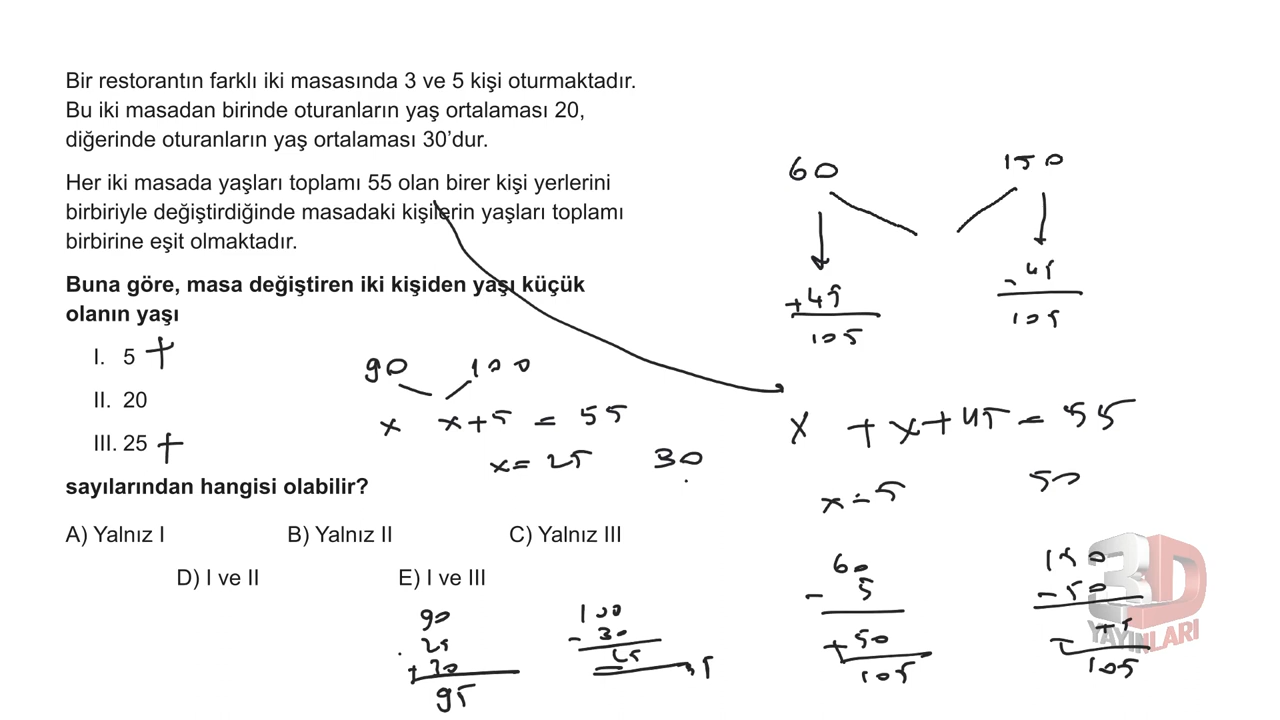 Bir restorantın farklı iki masasında 3 ve 5 kişi oturmaktadır.
Bu iki masadan birinde oturanların yaş ortalaması 20,
diğerinde oturanların yaş ortalaması 30'dur.
Her iki masada yaşları toplamı 55 olan birer kişi yerlerini
birbiriyle değiştirdiğinde masadaki kişilerin yaşları toplamı
birbirine eşit olmaktadır.
Buna göre, masa değiştiren iki kişiden yaşı küçük
olanın yaşı
I. 5 +
II. 20
III. 25 +
sayılarından hangisi olabilir?
A) Yalnız I B) Yalnız II C) Yalnız III
D) I ve II E) I ve III
90 100
x x+5 = 55
x = 25 30
90
25
+ 30
95
100
- 30
60 150
+45 - 45
105 105
x + x+45 = 55
x = 5 50
60 150
- 5 - 50
+50
105 105
3D
YAYINLARI